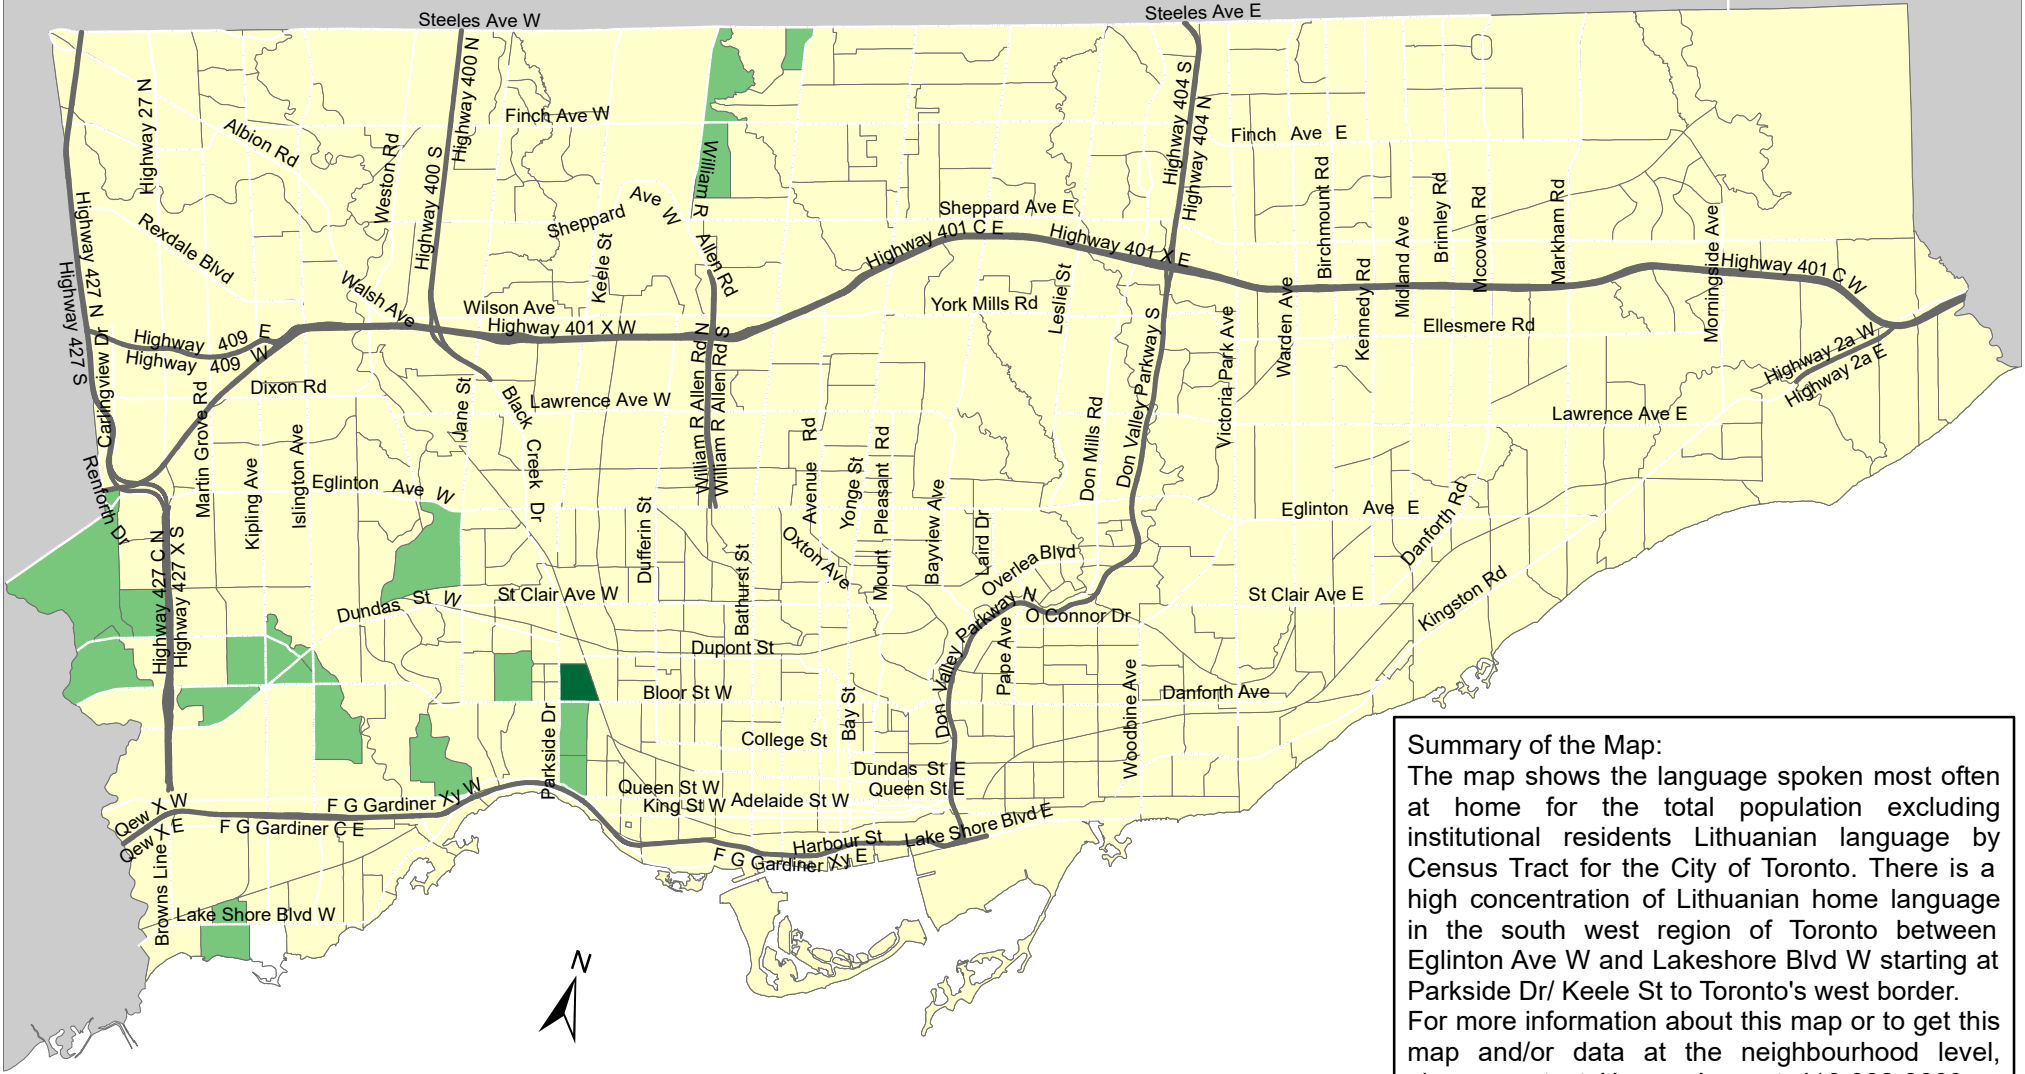 Steeles Ave W
Steeles Ave E
Highway 27 N
Albion Rd
Weston Rd
Highway 400 N
Highway 400 S
Finch Ave W
William R Allen Rd
Highway 404 S
Highway 404 N
Finch Ave E
Sheppard Ave W
Keele St
Sheppard Ave E
Highway 401 C E
Highway 401 X E
Birchmount Rd
Brimley Rd
Mccowan Rd
Markham Rd
Midland Ave
Morningside Ave
Highway 401 C W
Highway 427 N
Highway 427 S
Rexdale Blvd
Walsh Ave
Wilson Ave
Highway 401 X W
York Mills Rd
Leslie St
Kennedy Rd
Warden Ave
Victoria Park Ave
Ellesmere Rd
Highway 2a W
Highway 2a E
Highway 409 E
Highway 409 W
Carlingview Dr
Dixon Rd
Martin Grove Rd
Jane St
Black Creek Dr
Lawrence Ave W
William R Allen Rd N
William R Allen Rd S
Don Valley Parkway S
Lawrence Ave E
Renforth Dr
Kipling Ave
Islington Ave
Eglinton Ave W
Avenue Rd
Yonge St
Mount Pleasant Rd
Bayview Ave
Laird Dr
Don Mills Rd
Eglinton Ave E
Danforth Rd
Highway 427 C N
Highway 427 X S
Dufferin St
Bathurst St
Oxton Ave
Overlea Blvd
Dundas St W
St Clair Ave W
Don Valley Parkway N
O Connor Dr
St Clair Ave E
Kingston Rd
Dupont St
Pape Ave
Woodbine Ave
Bloor St W
Danforth Ave
Parkside Dr
Bay St
College St
Dundas St E
Queen St E
Queen St W
King St W
Adelaide St W
Qew X W
Qew X E
F G Gardiner Xy W
F G Gardiner C E
Harbour St
Lake Shore Blvd E
F G Gardiner Xy E
Browns Line
Lake Shore Blvd W
N
Summary of the Map:
The map shows the language spoken most often
at home for the total population excluding
institutional residents Lithuanian language by
Census Tract for the City of Toronto. There is a
high concentration of Lithuanian home language
in the south west region of Toronto between
Eglinton Ave W and Lakeshore Blvd W starting at
Parkside Dr/ Keele St to Toronto's west border.
For more information about this map or to get this
map and/or data at the neighbourhood level,